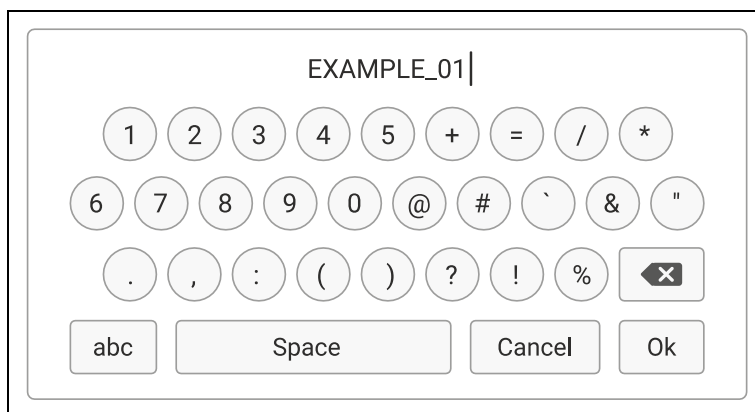 EXAMPLE_01
1 2 3 4 5 + = / *
6 7 8 9 0 @ # ` & "
. , : ( ) ? ! %
abc Space Cancel Ok